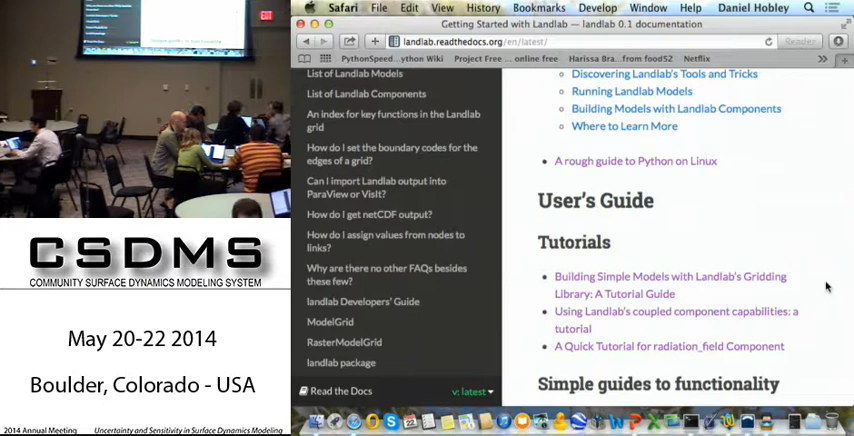 CSDMS
COMMUNITY SURFACE DYNAMICS MODELING SYSTEM
May 20-22 2014
Boulder, Colorado - USA
2014 Annual Meeting Uncertainty and Sensitivity in Surface Dynamics Modeling
Safari File Edit View History Bookmarks Develop Window Help Daniel Hobley
Getting Started with Landlab — landlab 0.1 documentation
landlab.readthedocs.org/en/latest/
Reader
PythonSpeed...ython Wiki Project Free ... online free Harissa Bra...from food52 Netflix
List of Landlab Models
List of Landlab Components
An index for key functions in the Landlab
grid
How do I set the boundary codes for the
edges of a grid?
Can I import Landlab output into
ParaView or VisIt?
How do I get netCDF output?
How do I assign values from nodes to
links?
Why are there no other FAQs besides
these few?
landlab Developers' Guide
ModelGrid
RasterModelGrid
landlab package
Read the Docs
v: latest
Discovering Landlab's Tools and Tricks
Running Landlab Models
Building Models with Landlab Components
Where to Learn More
A rough guide to Python on Linux
User's Guide
Tutorials
Building Simple Models with Landlab's Gridding
Library: A Tutorial Guide
Using Landlab's coupled component capabilities: a
tutorial
A Quick Tutorial for radiation_field Component
Simple guides to functionality